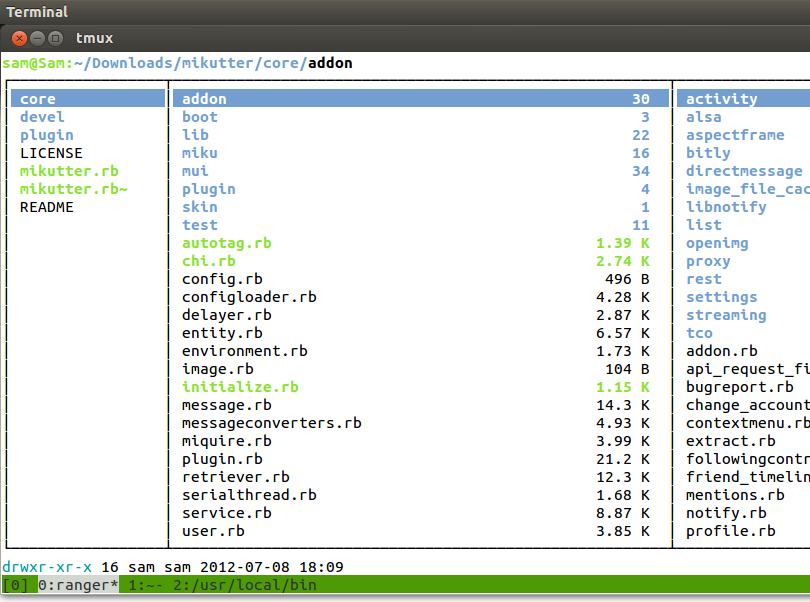 Terminal
tmux
sam@Sam:~/Downloads/mikutter/core/addon
core addon 30 activity
devel boot 3 alsa
plugin lib 22 aspectframe
LICENSE miku 16 bitly
mikutter.rb mui 34 directmessage
mikutter.rb~ plugin 4 image_file_cac
README skin 1 libnotify
test 11 list
autotag.rb 1.39 K openimg
chi.rb 2.74 K proxy
config.rb 496 B rest
configloader.rb 4.28 K settings
delayer.rb 2.87 K streaming
entity.rb 6.57 K tco
environment.rb 1.73 K addon.rb
image.rb 104 B api_request_fi
initialize.rb 1.15 K bugreport.rb
message.rb 14.3 K change_account
messageconverters.rb 4.93 K contextmenu.rb
miquire.rb 3.99 K extract.rb
plugin.rb 21.2 K followingcontr
retriever.rb 12.3 K friend_timelin
serialthread.rb 1.68 K mentions.rb
service.rb 8.87 K notify.rb
user.rb 3.85 K profile.rb
drwxr-xr-x 16 sam sam 2012-07-08 18:09
[0] 0:ranger* 1:~- 2:/usr/local/bin